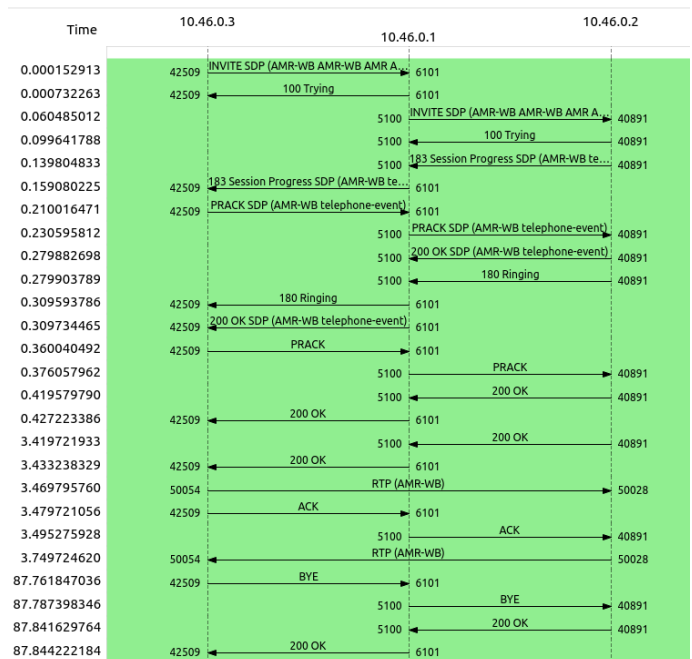 Time 10.46.0.3 10.46.0.1 10.46.0.2
0.000152913 42509 INVITE SDP (AMR-WB AMR-WB AMR A... 6101
0.000732263 42509 100 Trying 6101
0.060485012 5100 INVITE SDP (AMR-WB AMR-WB AMR A... 40891
0.099641788 5100 100 Trying 40891
0.139804833 5100 183 Session Progress SDP (AMR-WB te... 40891
0.159080225 42509 183 Session Progress SDP (AMR-WB te... 6101
0.210016471 42509 PRACK SDP (AMR-WB telephone-event) 6101
0.230595812 5100 PRACK SDP (AMR-WB telephone-event) 40891
0.279882698 5100 200 OK SDP (AMR-WB telephone-event) 40891
0.279903789 5100 180 Ringing 40891
0.309593786 42509 180 Ringing 6101
0.309734465 42509 200 OK SDP (AMR-WB telephone-event) 6101
0.360040492 42509 PRACK 6101
0.376057962 5100 PRACK 40891
0.419579790 5100 200 OK 40891
0.427223386 42509 200 OK 6101
3.419721933 5100 200 OK 40891
3.433238329 42509 200 OK 6101
3.469795760 50054 RTP (AMR-WB) 50028
3.479721056 42509 ACK 6101
3.495275928 5100 ACK 40891
3.749724620 50054 RTP (AMR-WB) 50028
87.761847036 42509 BYE 6101
87.787398346 5100 BYE 40891
87.841629764 5100 200 OK 40891
87.844222184 42509 200 OK 6101